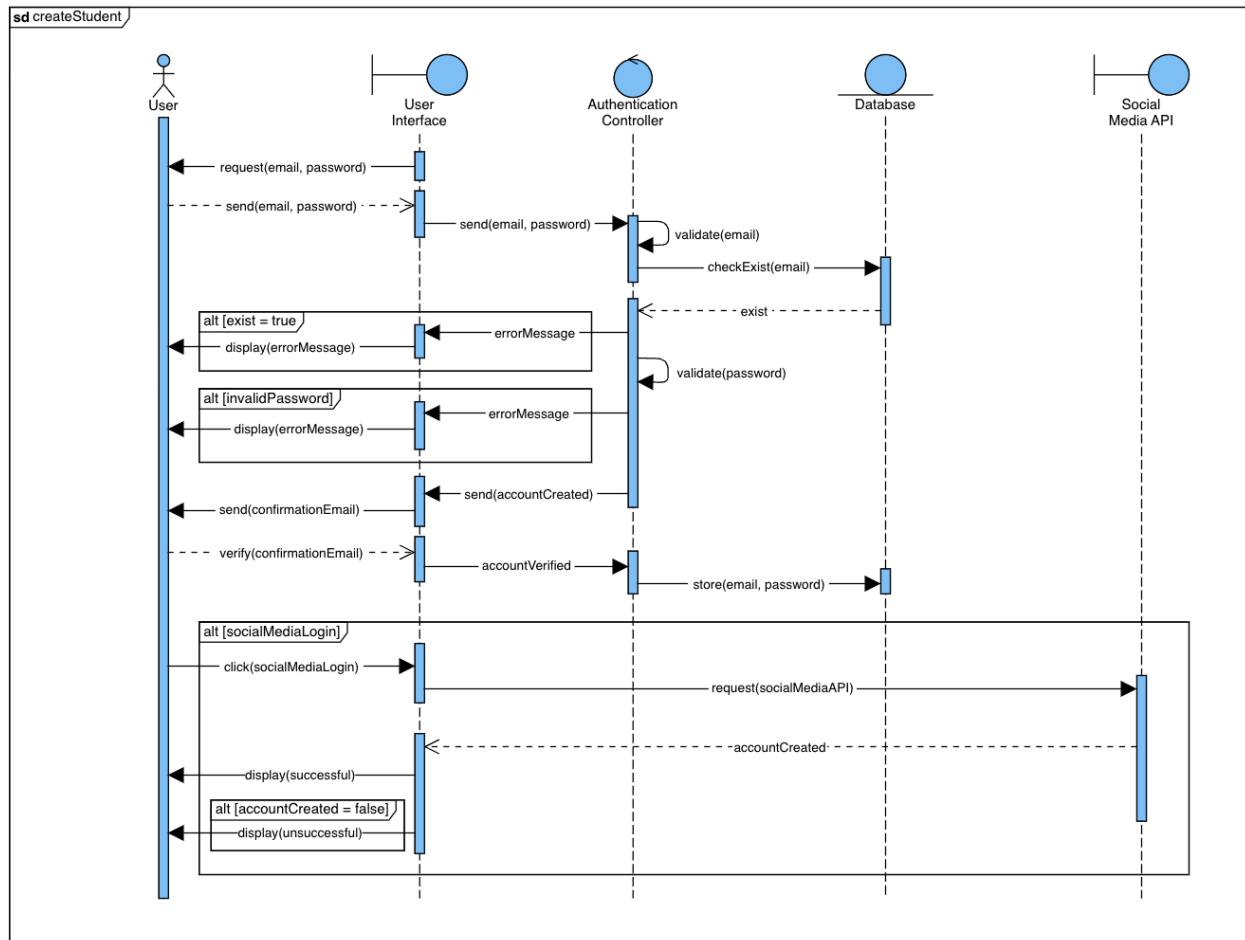 sd createStudent
User
User
Interface
Authentication
Controller
Database
Social
Media API
request(email, password)
send(email, password)
send(email, password)
validate(email)
checkExist(email)
exist
alt [exist = true
errorMessage
display(errorMessage)
validate(password)
alt [invalidPassword]
errorMessage
display(errorMessage)
send(accountCreated)
send(confirmationEmail)
verify(confirmationEmail)
accountVerified
store(email, password)
alt [socialMediaLogin]
click(socialMediaLogin)
request(socialMediaAPI)
accountCreated
display(successful)
alt [accountCreated = false]
display(unsuccessful)